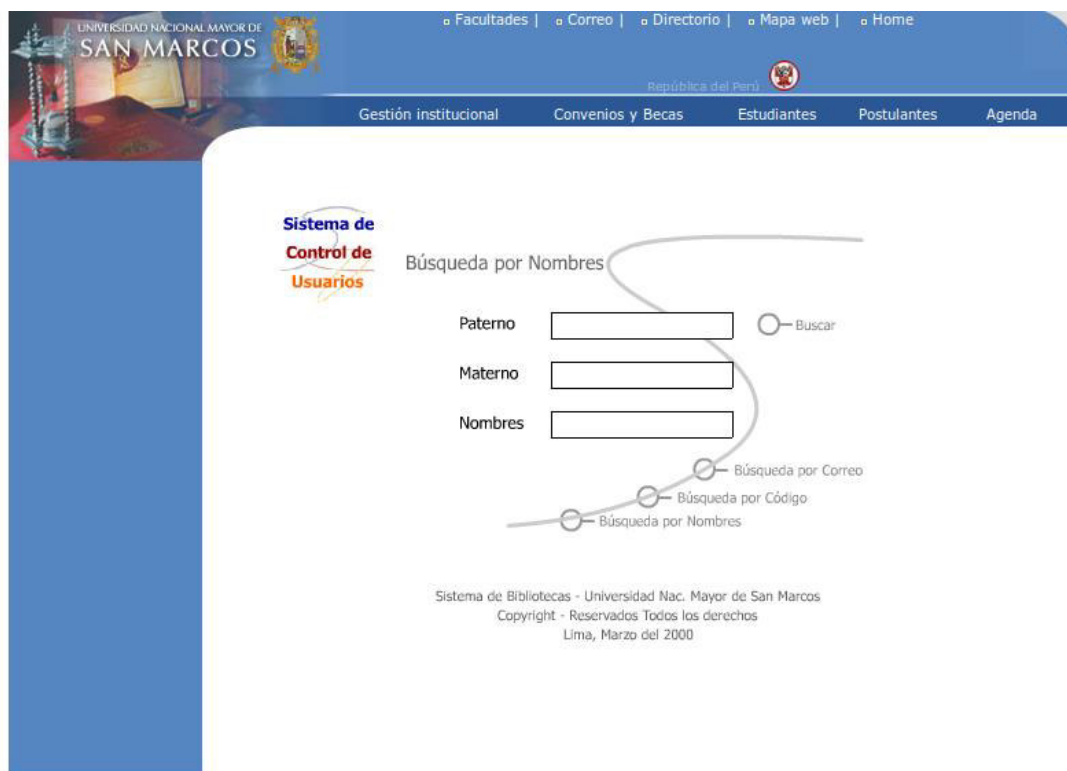 UNIVERSIDAD NACIONAL MAYOR DE
SAN MARCOS
Facultades | Correo | Directorio | Mapa web | Home
República del Perú
Gestión institucional Convenios y Becas Estudiantes Postulantes Agenda
Sistema de
Control de
Usuarios
Búsqueda por Nombres
Paterno Buscar
Materno
Nombres
Búsqueda por Correo
Búsqueda por Código
Búsqueda por Nombres
Sistema de Bibliotecas - Universidad Nac. Mayor de San Marcos
Copyright - Reservados Todos los derechos
Lima, Marzo del 2000